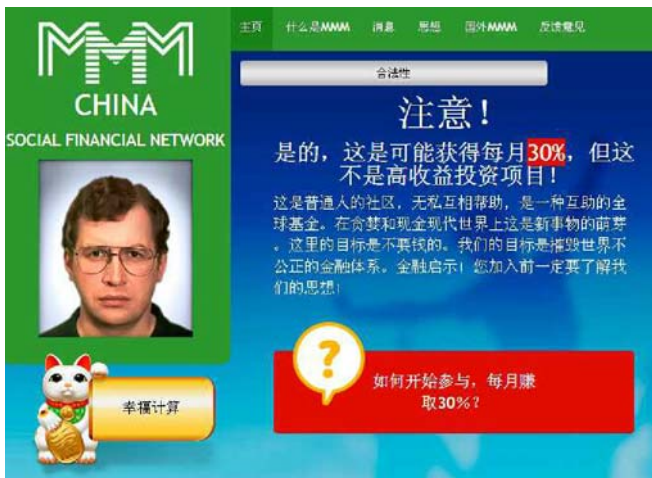 MMM
CHINA
SOCIAL FINANCIAL NETWORK
主页 什么是MMM 消息 思想 国外MMM 反馈意见
合法性
注意！
是的，这是可能获得每月30%，但这
不是高收益投资项目！
这是普通人的社区，无私互相帮助，是一种互助的全
球基金。在贪婪和现金现代世界上这是新事物的萌芽
。这里的目标是不要钱的。我们的目标是摧毁世界不
公正的金融体系。金融启示！您加入前一定要了解我
们的思想！
如何开始参与，每月赚
取30%？
幸福计算